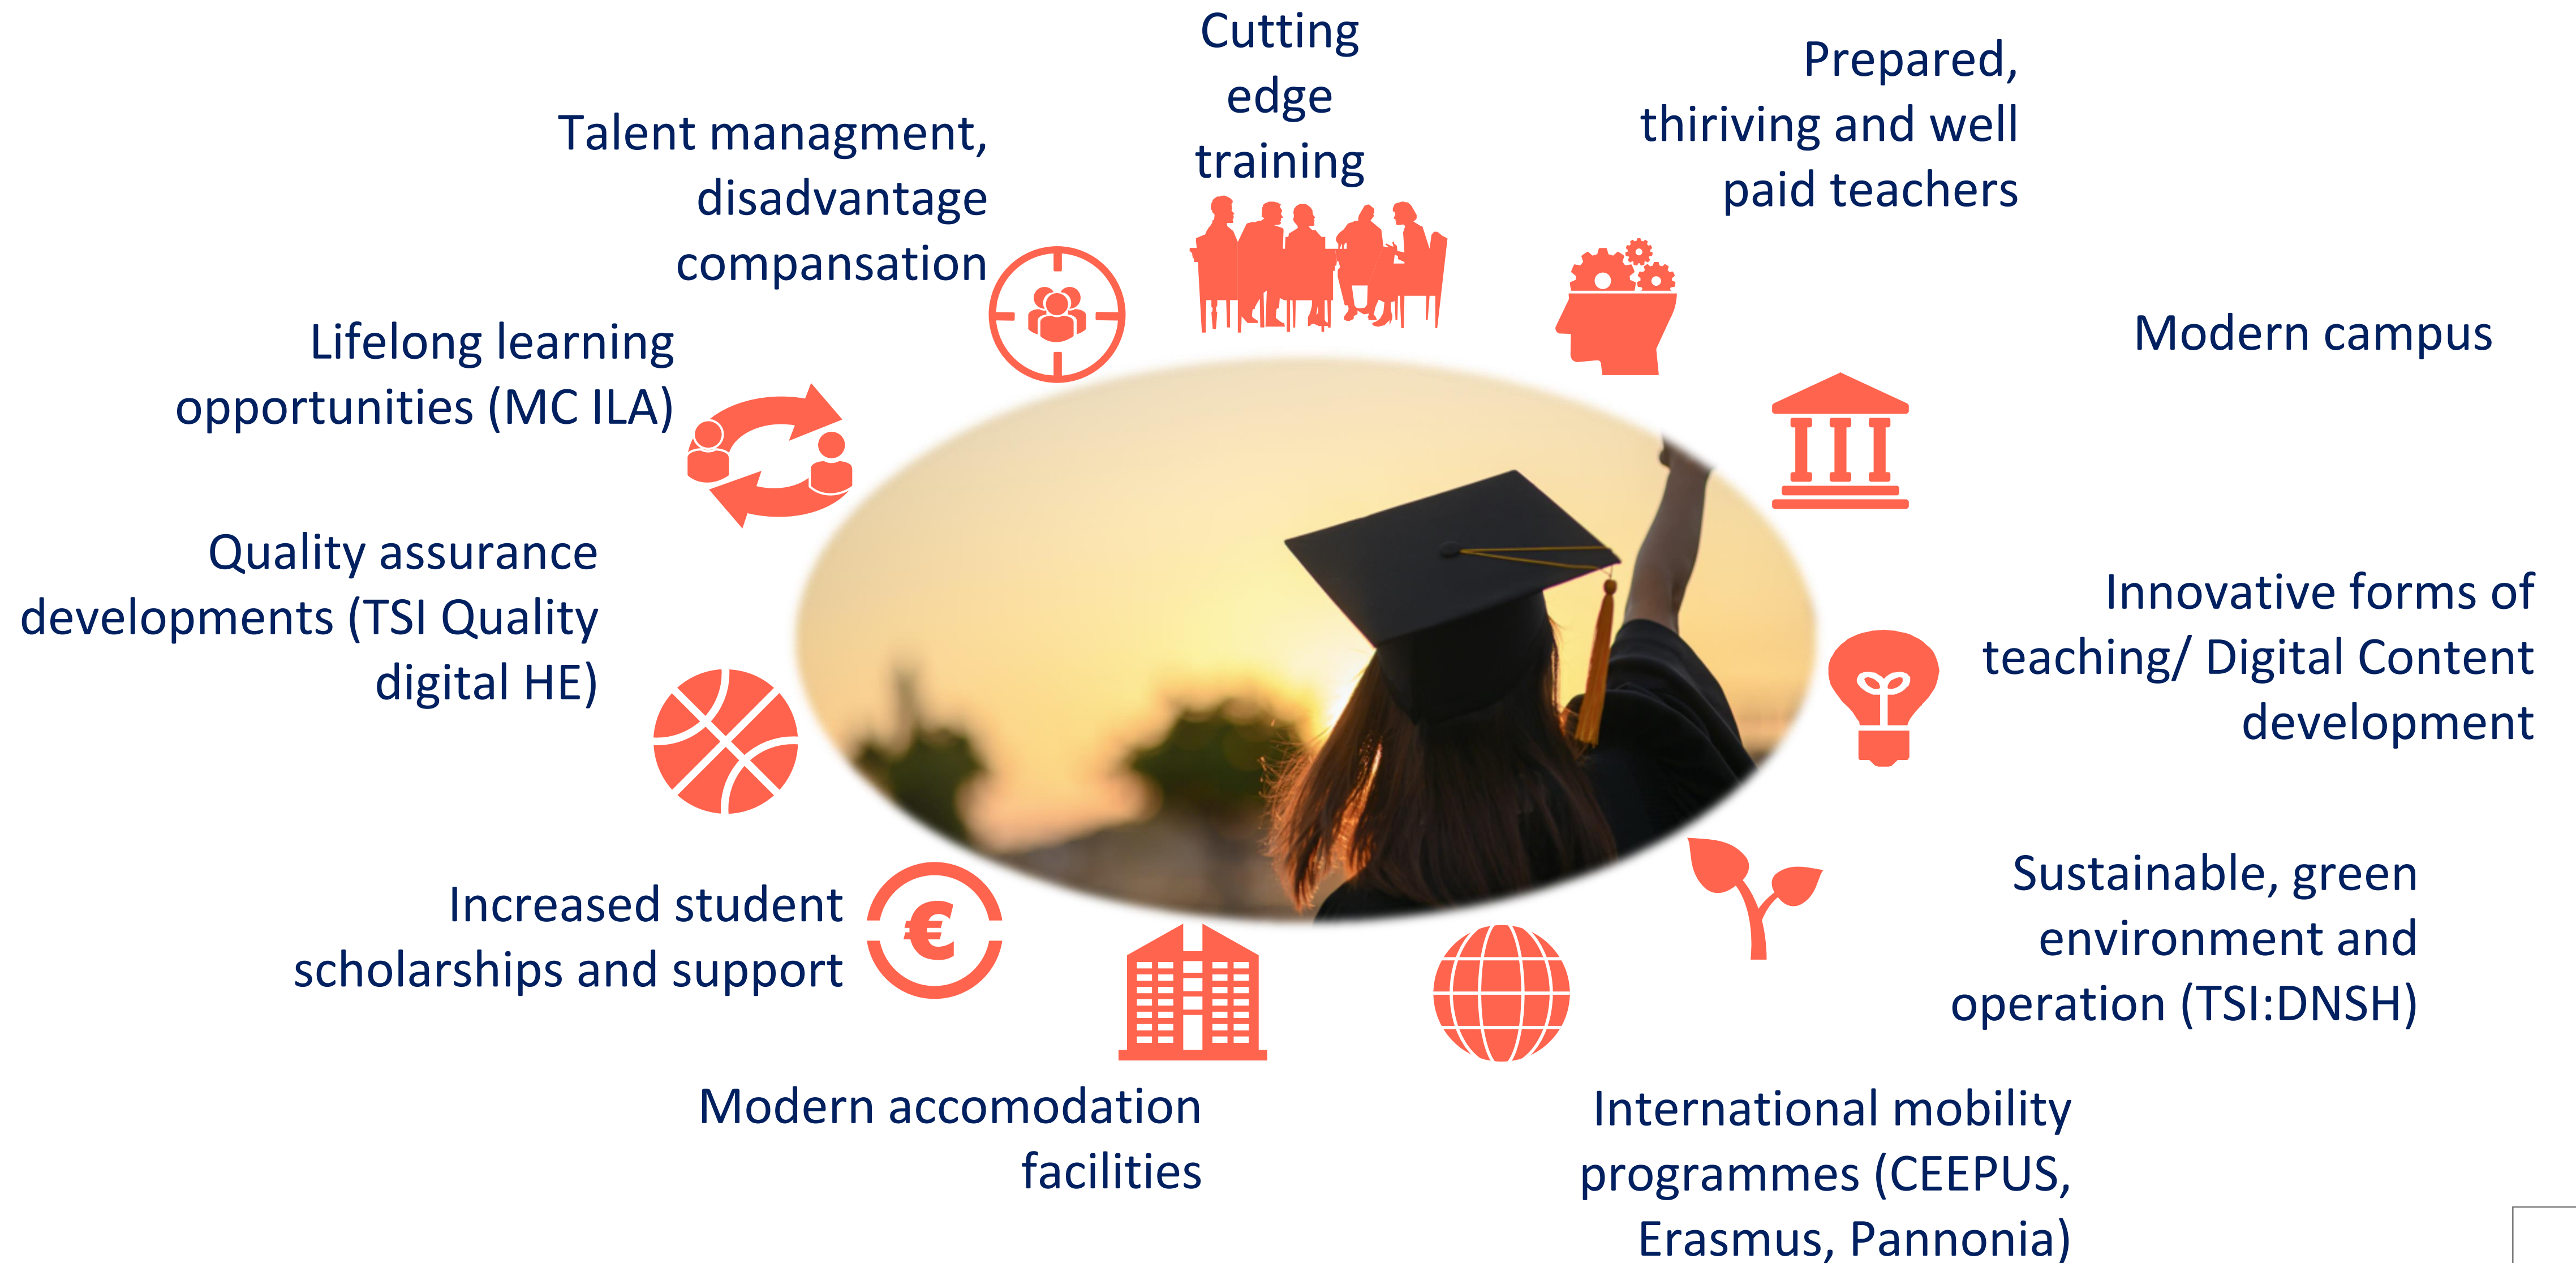 Cutting
edge
training
Prepared,
thiriving and well
paid teachers
Modern campus
Innovative forms of
teaching/ Digital Content
development
Sustainable, green
environment and
operation (TSI:DNSH)
International mobility
programmes (CEEPUS,
Erasmus, Pannonia)
Modern accomodation
facilities
Increased student
scholarships and support
€
Quality assurance
developments (TSI Quality
digital HE)
Lifelong learning
opportunities (MC ILA)
Talent managment,
disadvantage
compansation